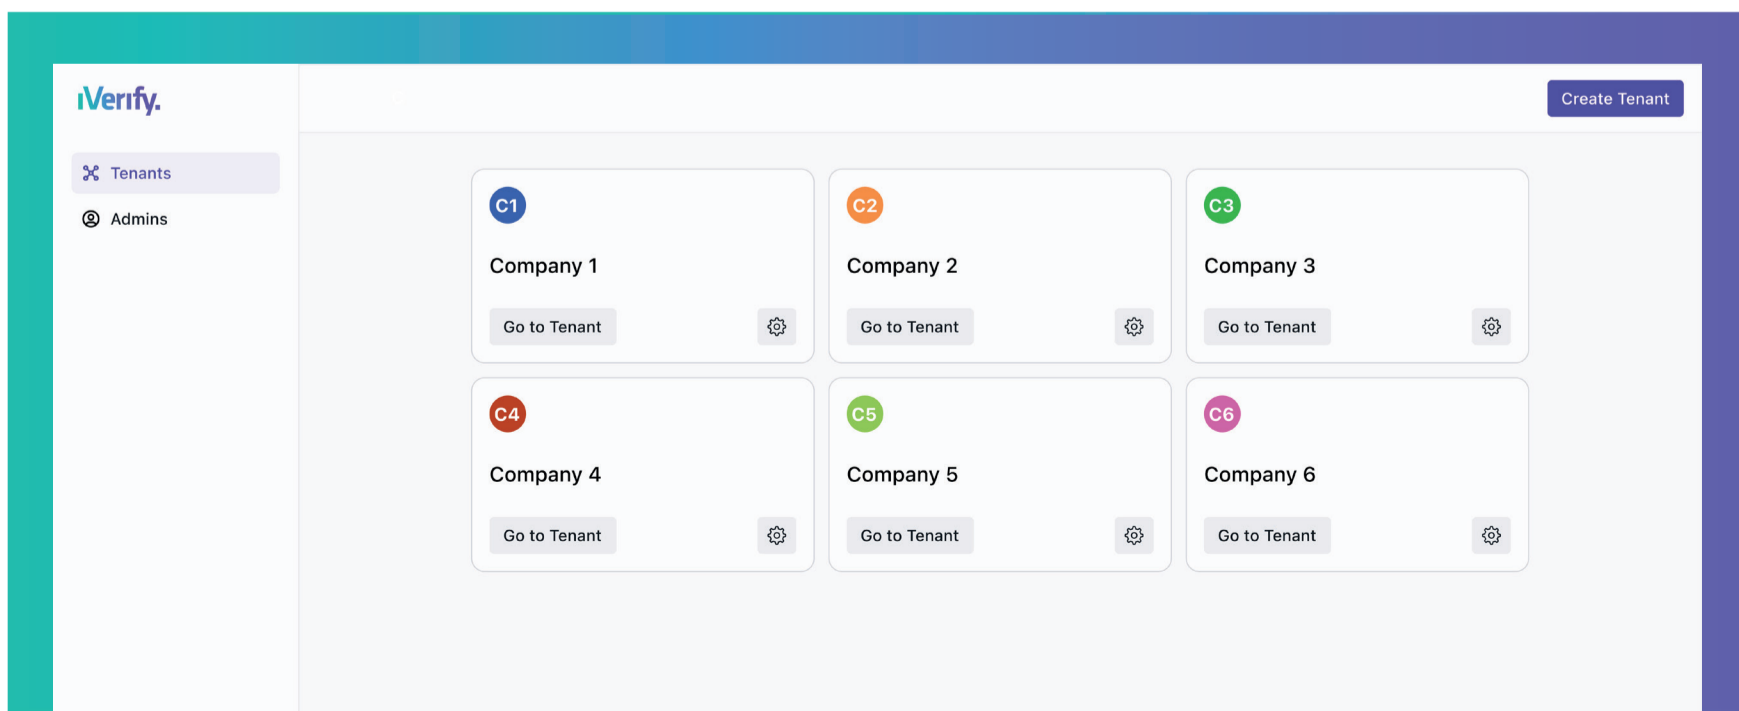 iVerify.
Create Tenant
Tenants
Admins
C1
C2
C3
Company 1
Company 2
Company 3
Go to Tenant
Go to Tenant
Go to Tenant
C4
C5
C6
Company 4
Company 5
Company 6
Go to Tenant
Go to Tenant
Go to Tenant